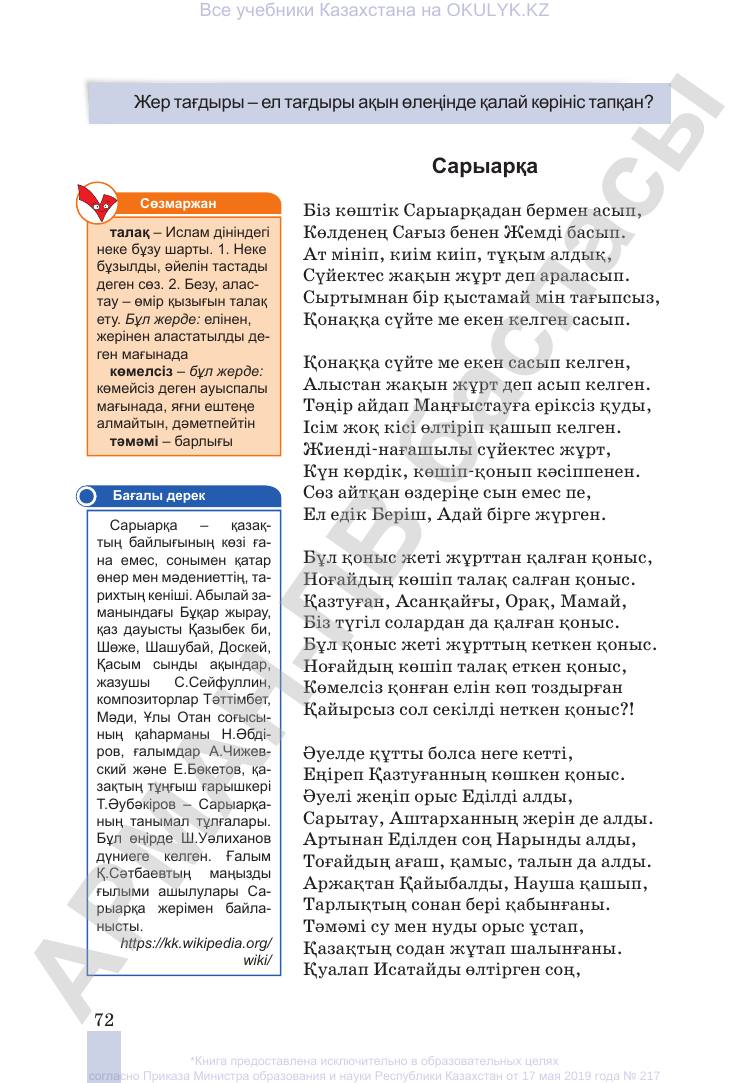 Все учебники Казахстана на OKULYK.KZ
Жер тағдыры – ел тағдыры ақын өлеңінде қалай көрініс тапқан?
Сарыарқа
Сөзмаржан
талақ – Ислам дініндегі
неке бұзу шарты. 1. Неке
бұзылды, әйелін тастады
деген сөз. 2. Безу, алас-
тау – өмір қызығын талақ
ету. Бұл жерде: елінен,
жерінен аластатылды де-
ген мағынада
көмелсіз – бұл жерде:
көмейсіз деген ауыспалы
мағынада, яғни ештеңе
алмайтын, дәметпейтін
тәмәмі – барлығы
Бағалы дерек
Сарыарқа – қазақ-
тың байлығының көзі ға-
на емес, сонымен қатар
өнер мен мәдениеттің, та-
рихтың кеніші. Абылай за-
манындағы Бұқар жырау,
қаз дауысты Қазыбек би,
Шөже, Шашубай, Доскей,
Қасым сынды ақындар,
жазушы С.Сейфуллин,
композиторлар Тәттімбет,
Мәди, Ұлы Отан соғысы-
ның қаһарманы Н.Әбді-
ров, ғалымдар А.Чижев-
ский және Е.Бөкетов, қа-
зақтың тұңғыш ғарышкері
Т.Әубәкіров – Сарыарқа-
ның танымал тұлғалары.
Бұл өңірде Ш.Уәлиханов
дүниеге келген. Ғалым
Қ.Сәтбаевтың маңызды
ғылыми ашылулары Са-
рыарқа жерімен байла-
нысты.
https://kk.wikipedia.org/
wiki/
Біз көштік Сарыарқадан бермен асып,
Көлденең Сағыз бенен Жемді басып.
Ат мініп, киім киіп, тұқым алдық,
Сүйектес жақын жұрт деп араласып.
Сыртымнан бір қыстамай мін тағыпсыз,
Қонаққа сүйте ме екен келген сасып.
Қонаққа сүйте ме екен сасып келген,
Алыстан жақын жұрт деп асып келген.
Тәңір айдап Маңғыстауға еріксіз қуды,
Ісім жоқ кісі өлтіріп қашып келген.
Жиенді-нағашылы сүйектес жұрт,
Күн көрдік, көшіп-қонып кәсіппенен.
Сөз айтқан өздеріңе сын емес пе,
Ел едік Беріш, Адай бірге жүрген.
Бұл қоныс жеті жұрттан қалған қоныс,
Ноғайдың көшіп талақ салған қоныс.
Қазтуған, Асанқайғы, Орақ, Мамай,
Біз түгіл солардан да қалған қоныс.
Бұл қоныс жеті жұрттың кеткен қоныс.
Ноғайдың көшіп талақ еткен қоныс,
Көмелсіз қонған елін көп тоздырған
Қайырсыз сол секілді неткен қоныс?!
Әуелде құтты болса неге кетті,
Еңіреп Қазтуғанның көшкен қоныс.
Әуелі жеңіп орыс Еділді алды,
Сарытау, Аштарханның жерін де алды.
Артынан Еділден соң Нарынды алды,
Тоғайдың ағаш, қамыс, талын да алды.
Аржақтан Қайыбалды, Науша қашып,
Тарлықтың сонан бері қабынғаны.
Тәмәмі су мен нуды орыс ұстап,
Қазақтың содан жұтап шалынғаны.
Қуалап Исатайды өлтірген соң,
72
АРМАН-ПВ баспасы
*Книга предоставлена исключительно в образовательных целях
согласно Приказа Министра образования и науки Республики Казахстан от 17 мая 2019 года № 217